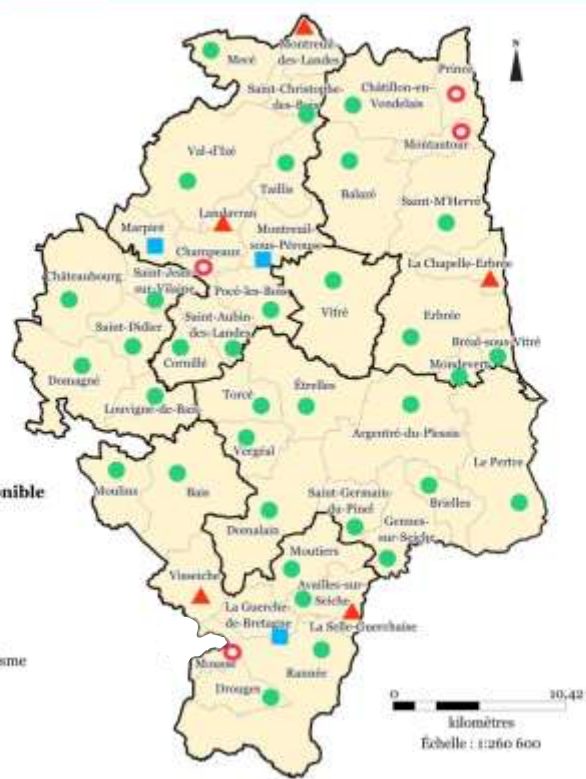 Montreuil-
des-Landes
N
Mecé
Princé
Saint-Christophe-
des-Bois
Châtillon-en-
Vendelais
Montautour
Val-d'Izé
Taillis
Balazé
Saint-M'Hervé
Landavran
Marpiré
Montreuil-
sous-Pérouse
Champeaux
La Chapelle-Erbrée
Châteaubourg
Saint-Jean-
sur-Vilaine
Pocé-les-Bois
Vitré
Erbrée
Saint-Aubin-
des-Landes
Saint-Didier
Bréal-sous-Vitré
Cornillé
Mondevert
Domagné
Louvigné-de-Bais
Torcé
Étrelles
Argentré-du-Plessis
Vergéal
Le Pertre
nible
Moulins
Bais
Saint-Germain-
du-Pinel
Brielles
Domalain
Gennes-
sur-Seiche
Moutiers
Visseiche
Availles-sur-
Seiche
La Guerche-
de-Bretagne
La Selle-Guerchaise
sme
Moussé
Rannée
Drouges
0
10,42
kilomètres
Échelle : 1:260 600